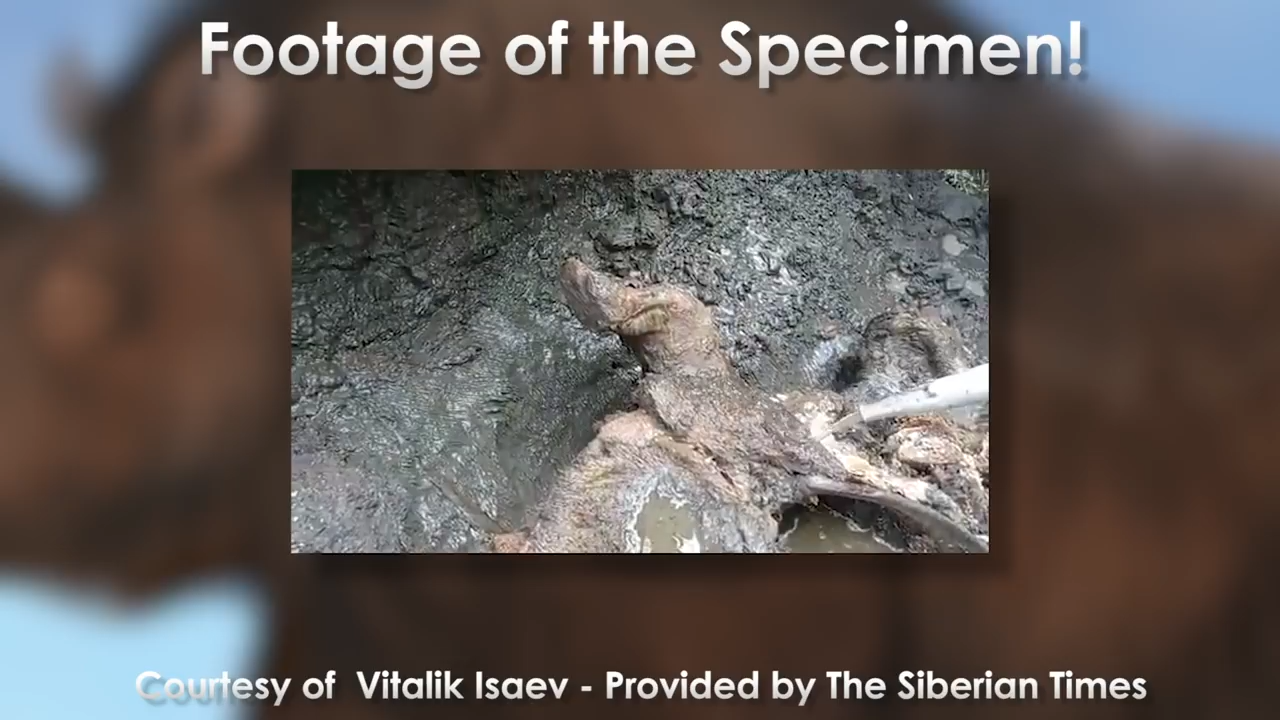 Footage of the Specimen!
Courtesy of Vitalik Isaev - Provided by The Siberian Times